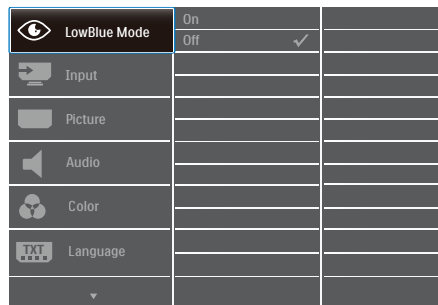 LowBlue Mode
On
Off
Input
Picture
Audio
Color
TXT
Language